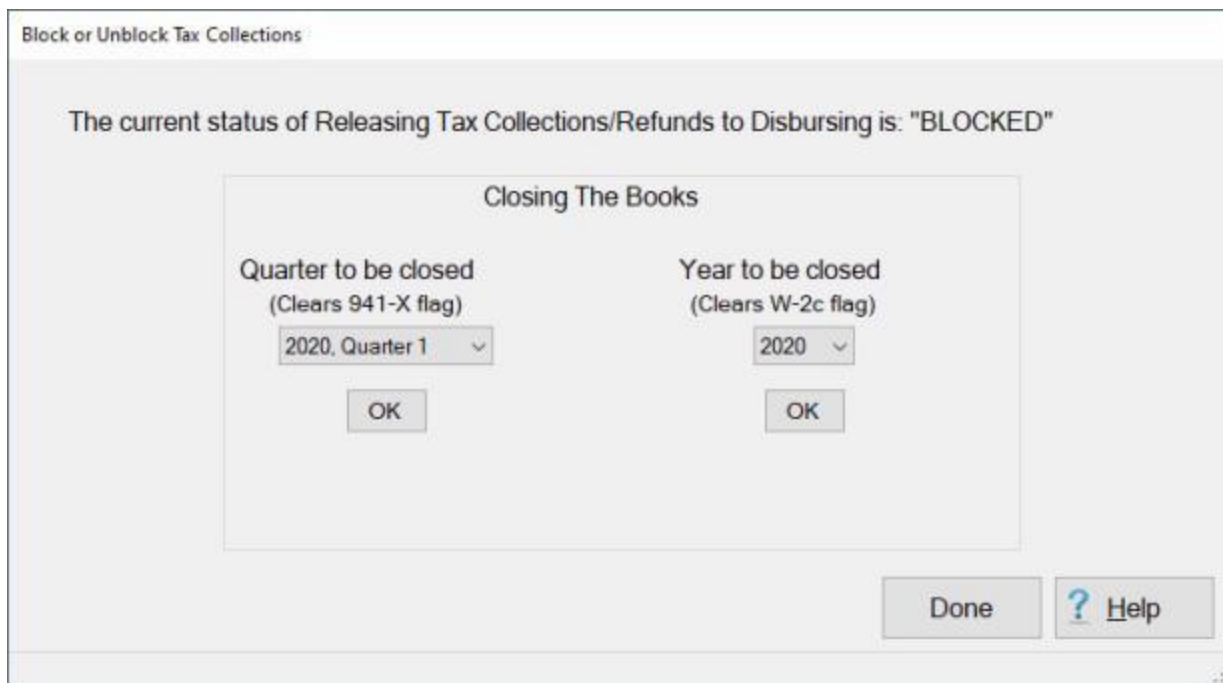 Block or Unblock Tax Collections
The current status of Releasing Tax Collections/Refunds to Disbursing is: "BLOCKED"
Closing The Books
Quarter to be closed
(Clears 941-X flag)
2020, Quarter 1
OK
Year to be closed
(Clears W-2c flag)
2020
OK
Done
? Help